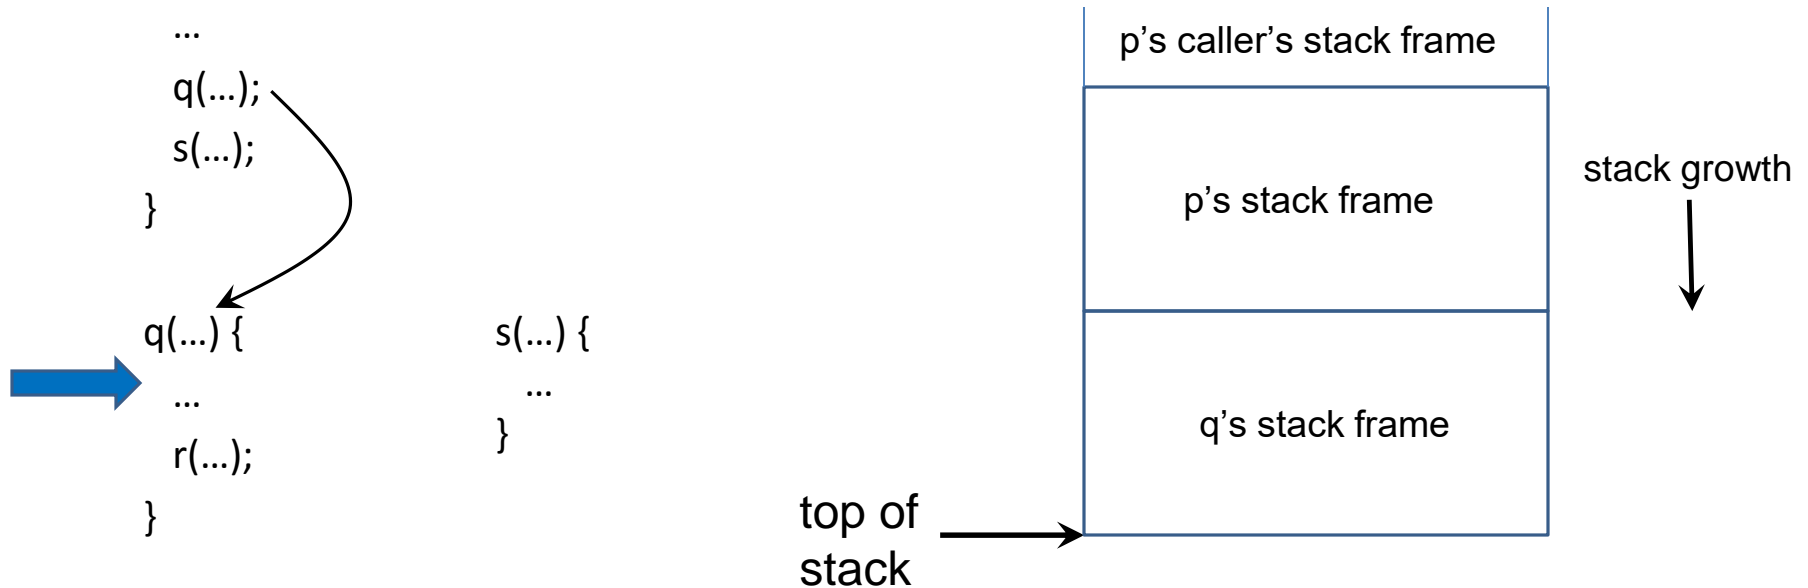 …
q(…);
s(…);
}
q(…) {
…
r(…);
}
s(…) {
…
}
p's caller's stack frame
p's stack frame
q's stack frame
stack growth
top of
stack